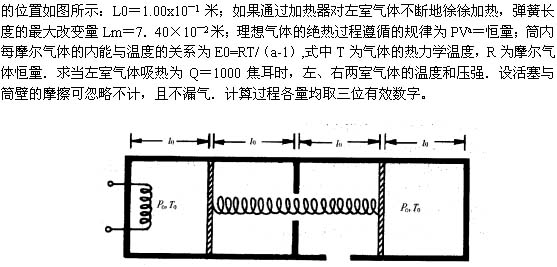 的位置如图所示：L0＝1.00x10⁻¹ 米；如果通过加热器对左室气体不断地徐徐加热，弹簧长
度的最大改变量 Lm＝7．40×10⁻²米；理想气体的绝热过程遵循的规律为 PVᵃ＝恒量；筒内
每摩尔气体的内能与温度的关系为 E0=RT/（a-1）,式中 T 为气体的热力学温度，R 为摩尔气
体恒量．求当左室气体吸热为 Q＝1000 焦耳时，左、右两室气体的温度和压强．设活塞与
筒壁的摩擦可忽略不计，且不漏气．计算过程各量均取三位有效数字。
l₀ l₀ l₀ l₀
P₀, T₀ P₀, T₀